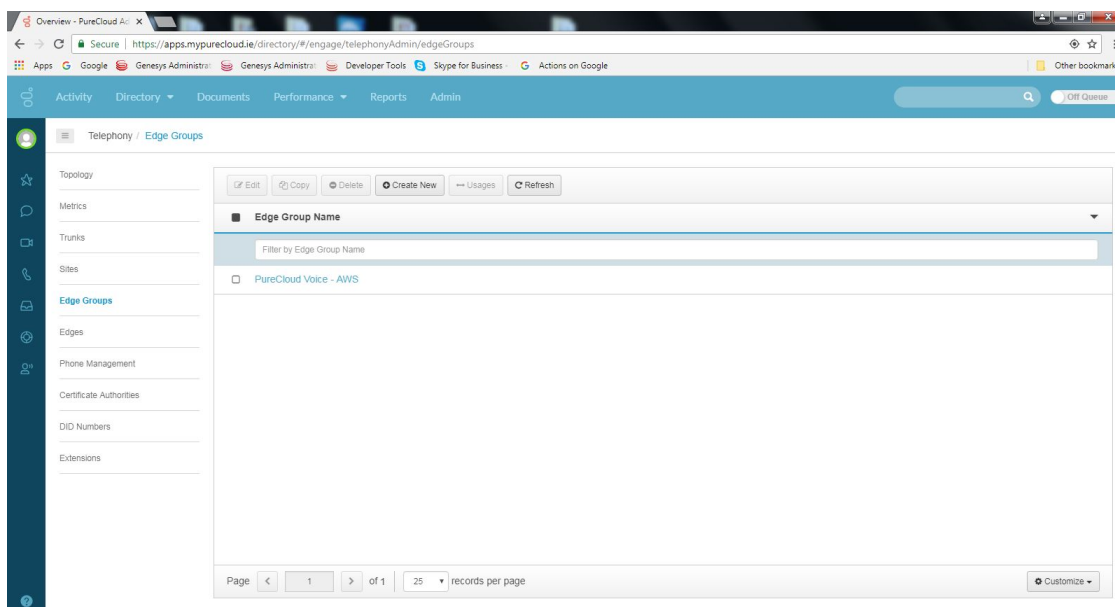 Overview - PureCloud Ad
Secure | https://apps.mypurecloud.ie/directory/#/engage/telephonyAdmin/edgeGroups
Apps Google Genesys Administrat Genesys Administrat Developer Tools Skype for Business - Actions on Google Other bookmark
Activity Directory Documents Performance Reports Admin Off Queue
Telephony / Edge Groups
Topology
Metrics
Trunks
Sites
Edge Groups
Edges
Phone Management
Certificate Authorities
DID Numbers
Extensions
Edit Copy Delete Create New Usages Refresh
Edge Group Name
Filter by Edge Group Name
PureCloud Voice - AWS
Page 1 of 1 25 records per page Customize